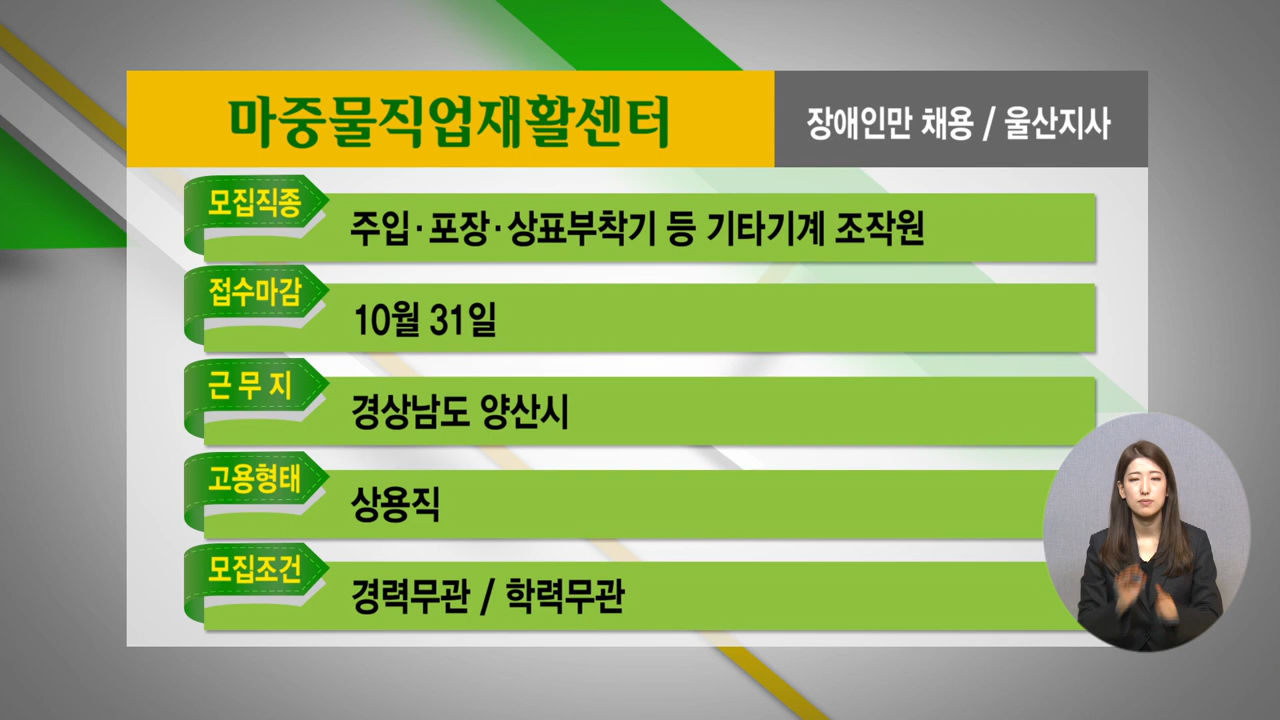 마중물직업재활센터
장애인만 채용 / 울산지사
모집직종
주입·포장·상표부착기 등 기타기계 조작원
접수마감
10월 31일
근 무 지
경상남도 양산시
고용형태
상용직
모집조건
경력무관 / 학력무관